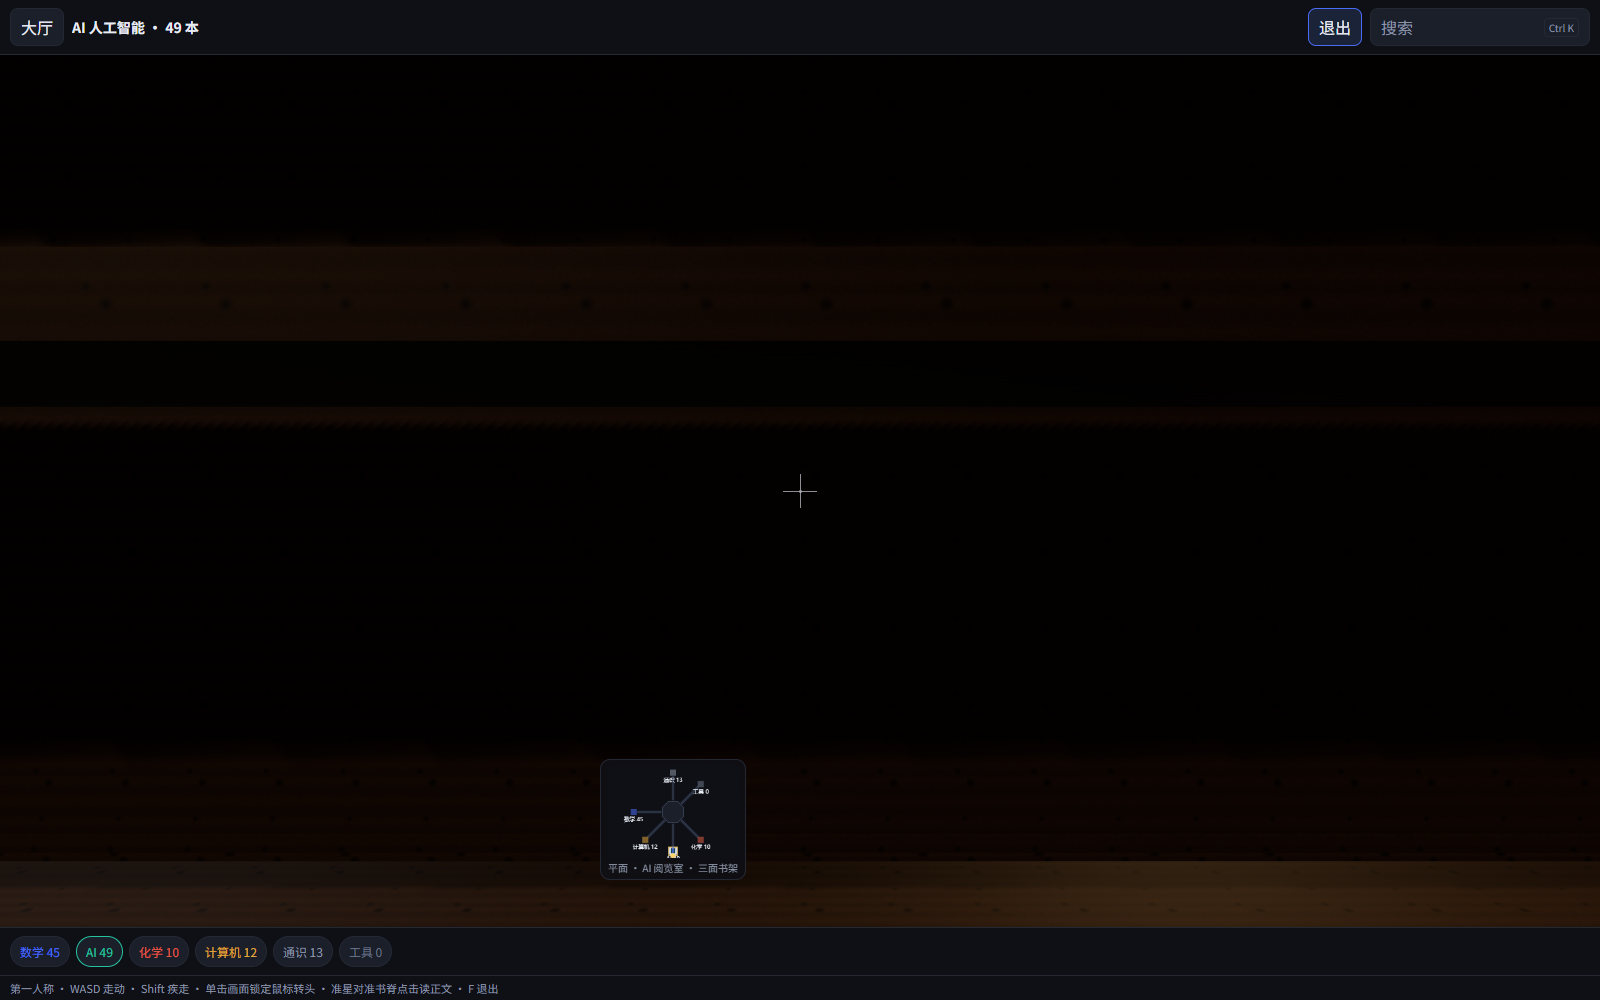 大厅 AI 人工智能 · 49 本 退出 搜索 Ctrl K
通识 13
工具 0
数学 45
计算机 12 化学 10
平面 · AI 阅览室 · 三面书架
数学 45 AI 49 化学 10 计算机 12 通识 13 工具 0
第一人称 · WASD 走动 · Shift 疾走 · 单击画面锁定鼠标转头 · 准星对准书脊点击读正文 · F 退出